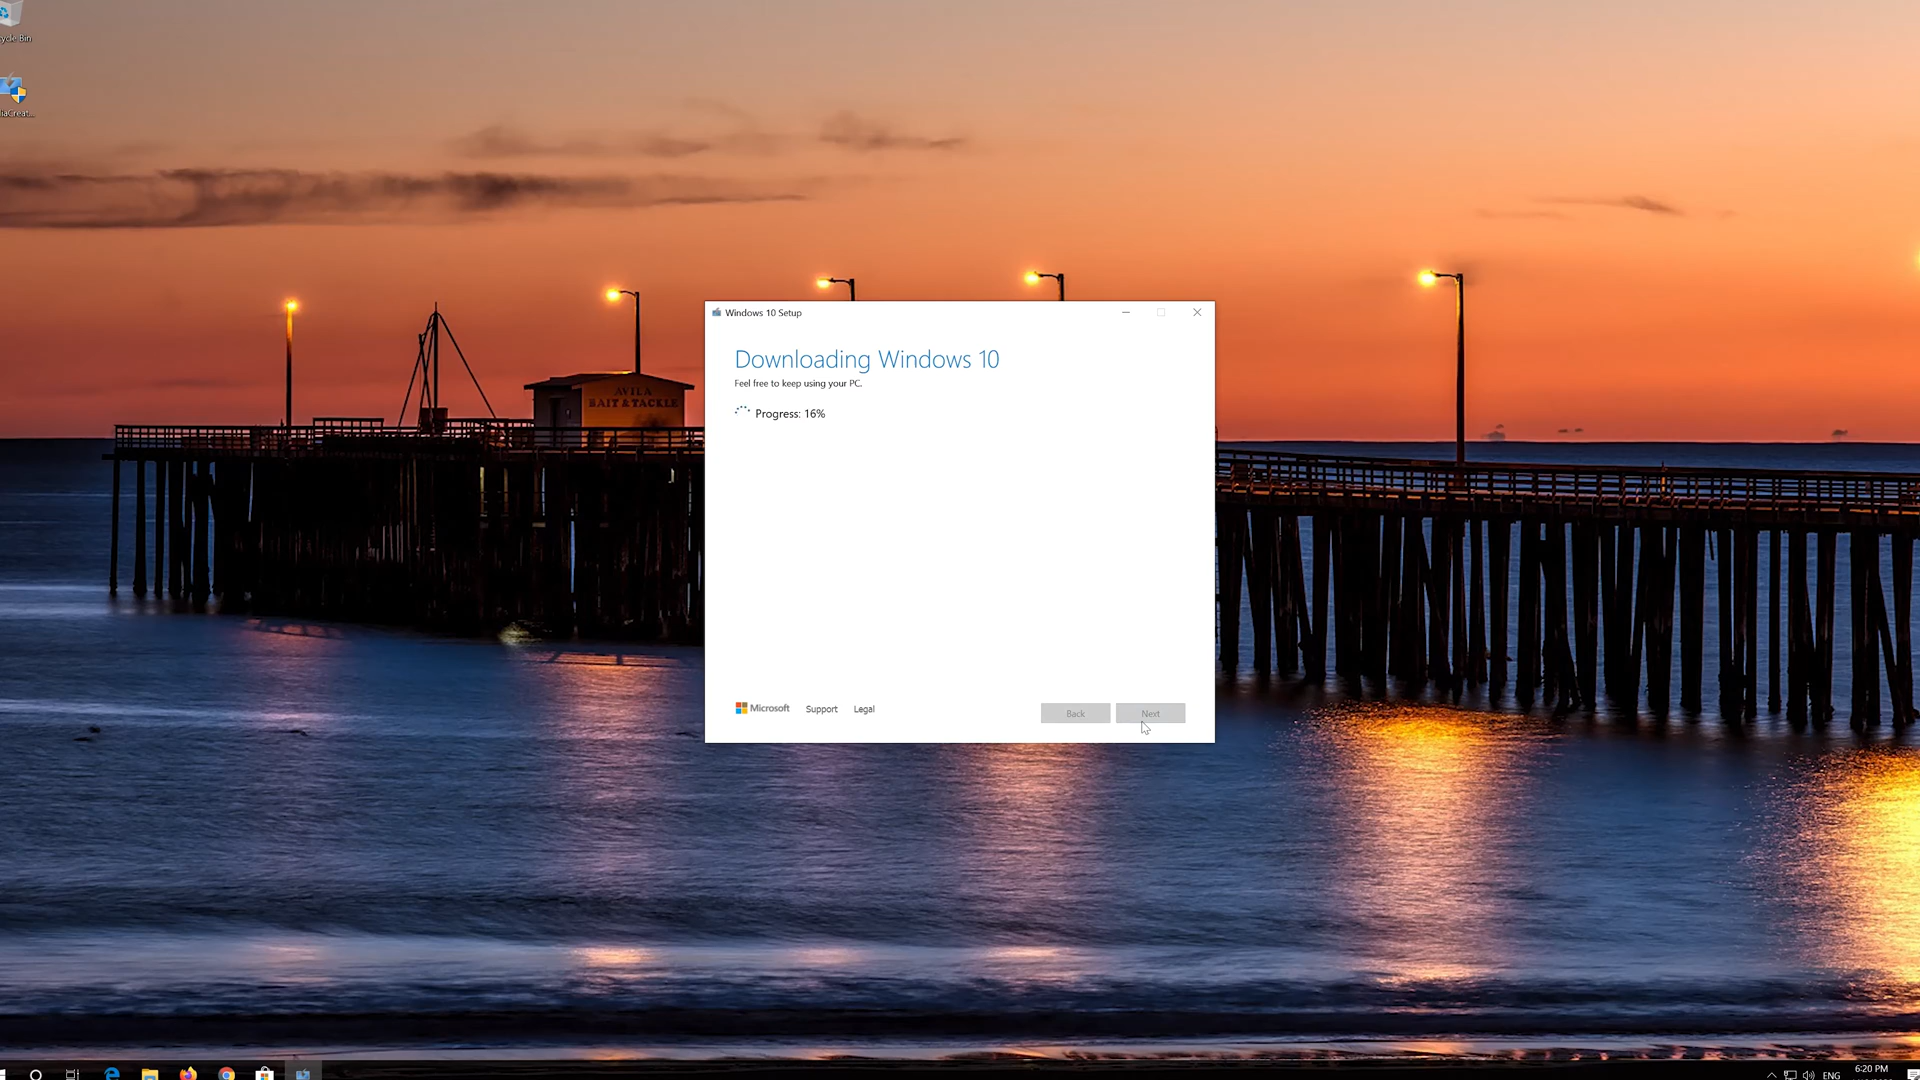 Windows 10 Setup
Downloading Windows 10
Feel free to keep using your PC.
Progress: 16%
AVILA
BAIT & TACKLE
Microsoft Support Legal
Back Next
ENG
6:20 PM